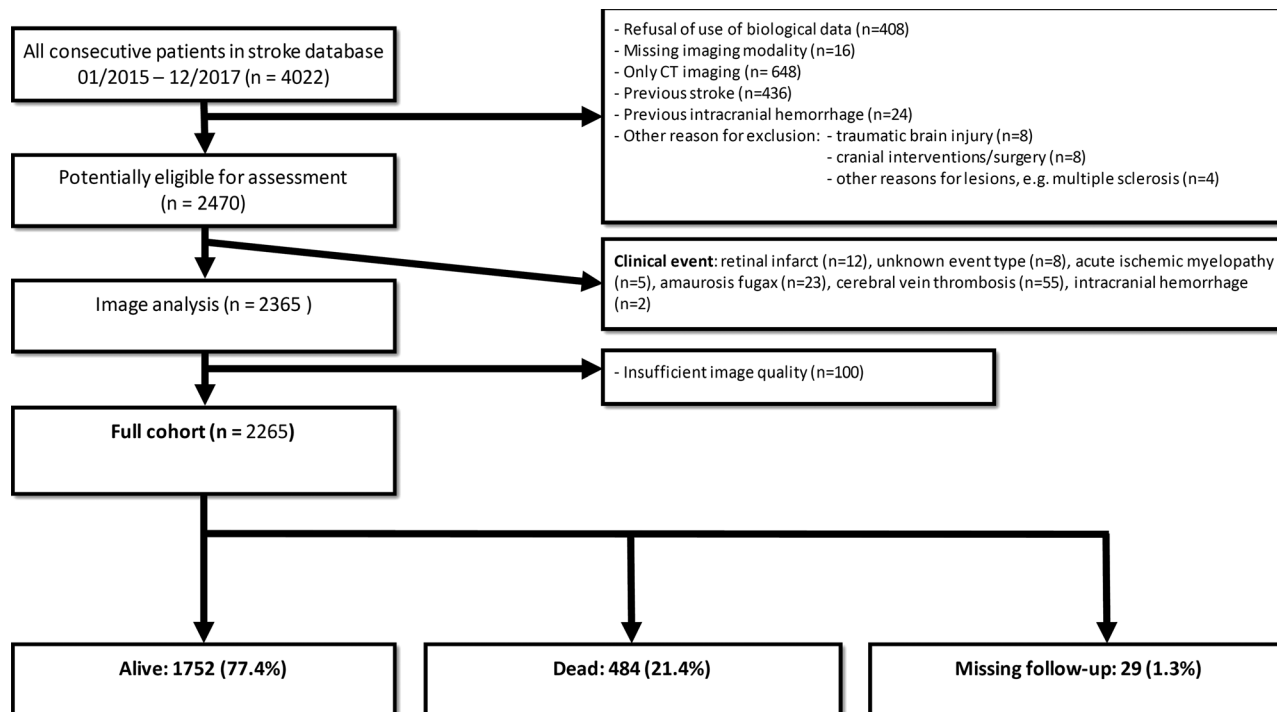 All consecutive patients in stroke database
01/2015 – 12/2017 (n = 4022)
- Refusal of use of biological data (n=408)
- Missing imaging modality (n=16)
- Only CT imaging (n= 648)
- Previous stroke (n=436)
- Previous intracranial hemorrhage (n=24)
- Other reason for exclusion: - traumatic brain injury (n=8)
- cranial interventions/surgery (n=8)
- other reasons for lesions, e.g. multiple sclerosis (n=4)
Potentially eligible for assessment
(n = 2470)
Clinical event: retinal infarct (n=12), unknown event type (n=8), acute ischemic myelopathy
(n=5), amaurosis fugax (n=23), cerebral vein thrombosis (n=55), intracranial hemorrhage
(n=2)
Image analysis (n = 2365 )
- Insufficient image quality (n=100)
Full cohort (n = 2265)
Alive: 1752 (77.4%)
Dead: 484 (21.4%)
Missing follow-up: 29 (1.3%)